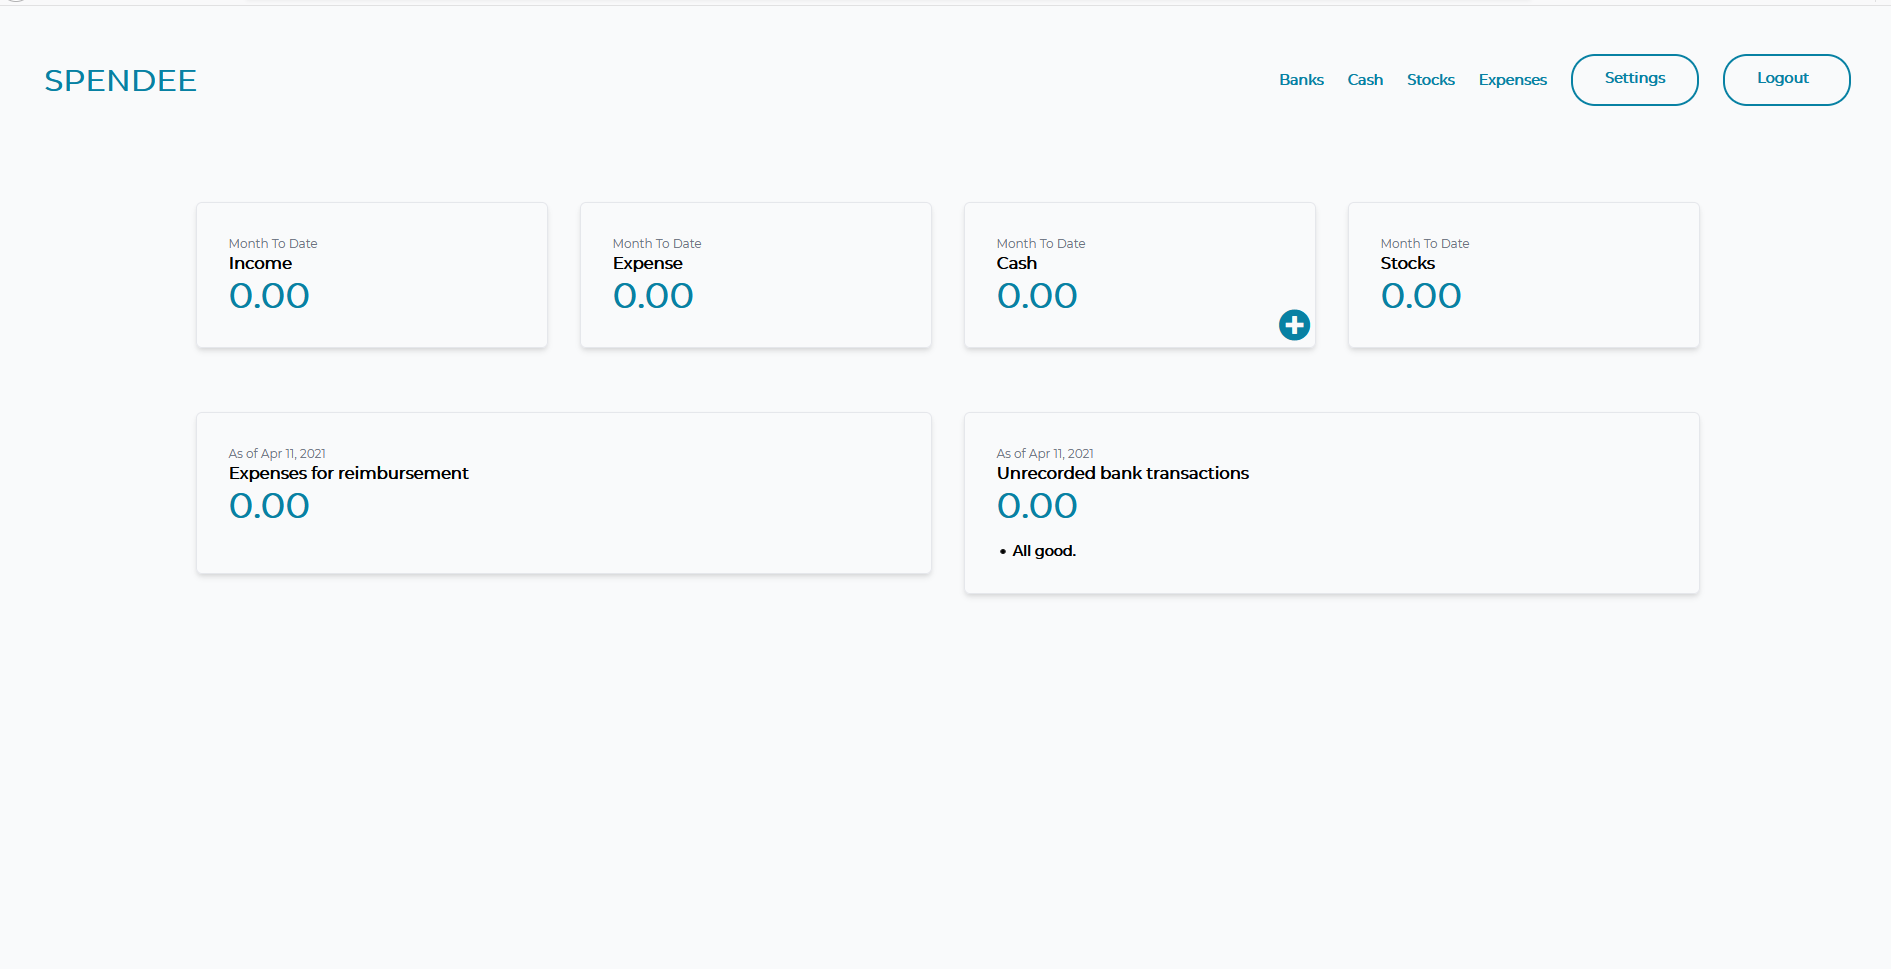 SPENDEE
Banks Cash Stocks Expenses Settings Logout
Month To Date
Income
0.00
Month To Date
Expense
0.00
Month To Date
Cash
0.00
Month To Date
Stocks
0.00
As of Apr 11, 2021
Expenses for reimbursement
0.00
As of Apr 11, 2021
Unrecorded bank transactions
0.00
• All good.